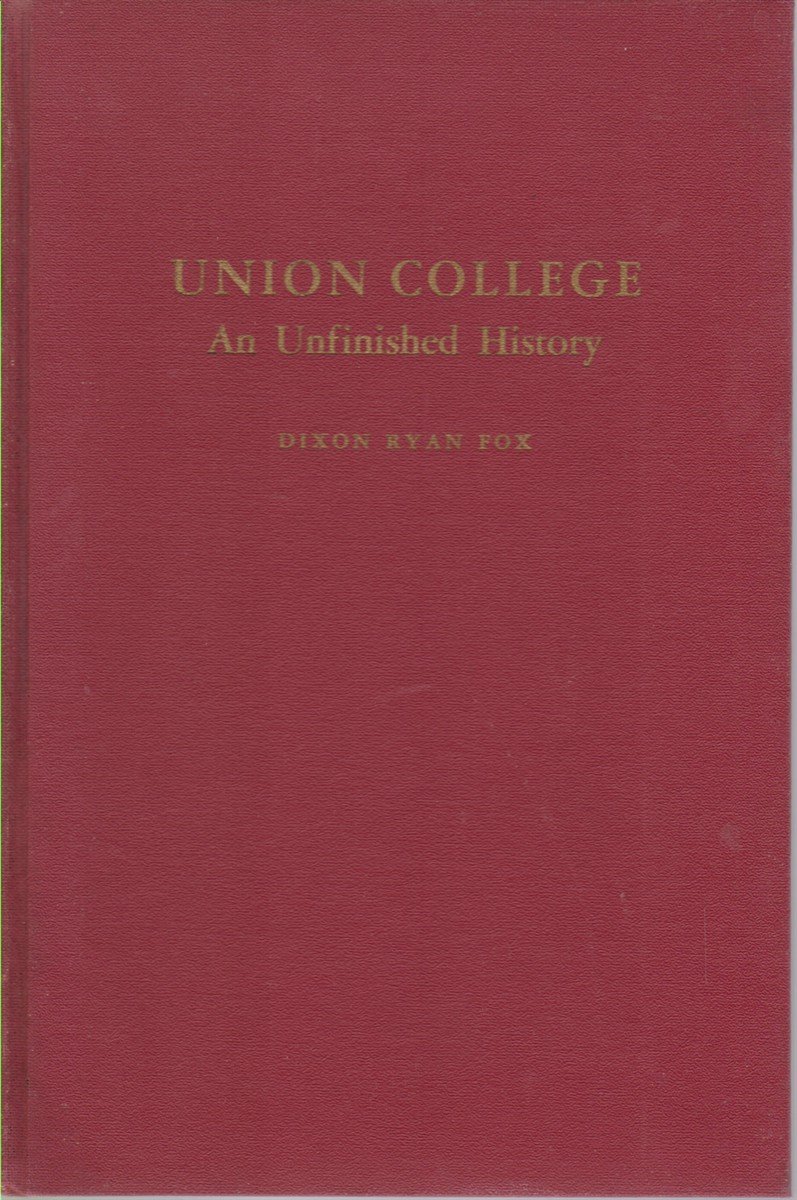 UNION COLLEGE
An Unfinished History
DIXON RYAN FOX